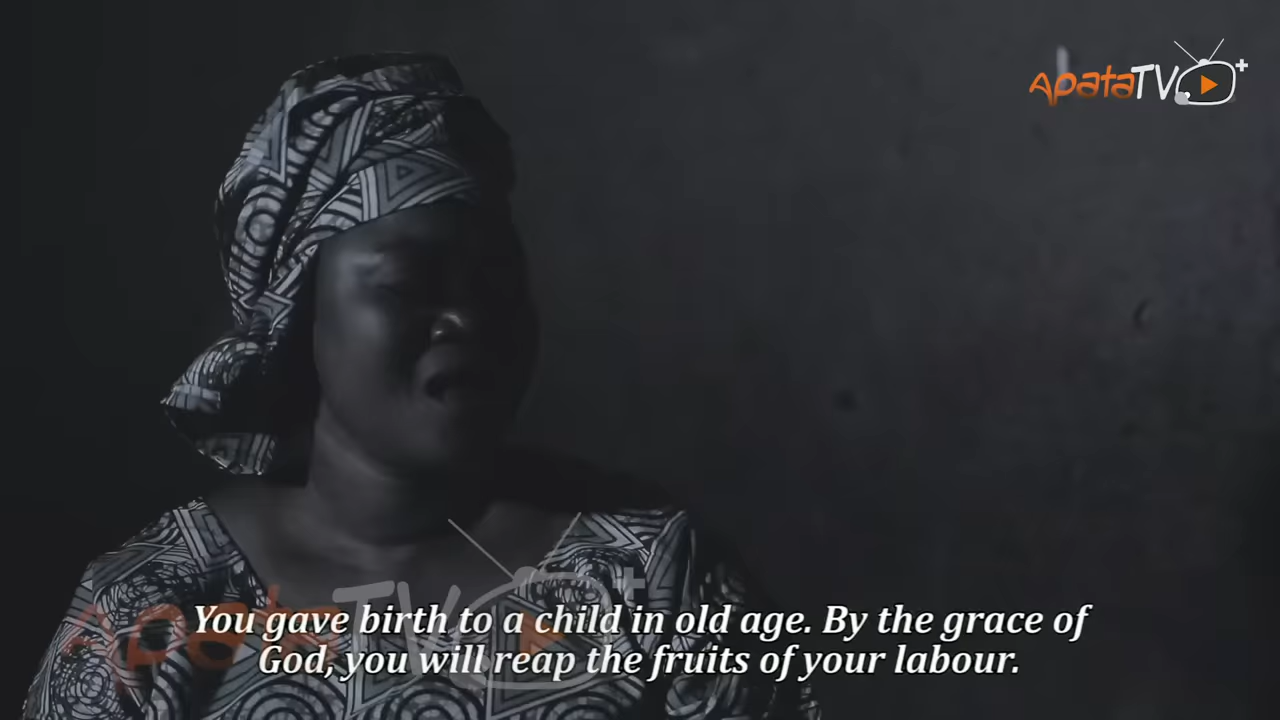 ApataTV+
ApataTV+
You gave birth to a child in old age. By the grace of
God, you will reap the fruits of your labour.